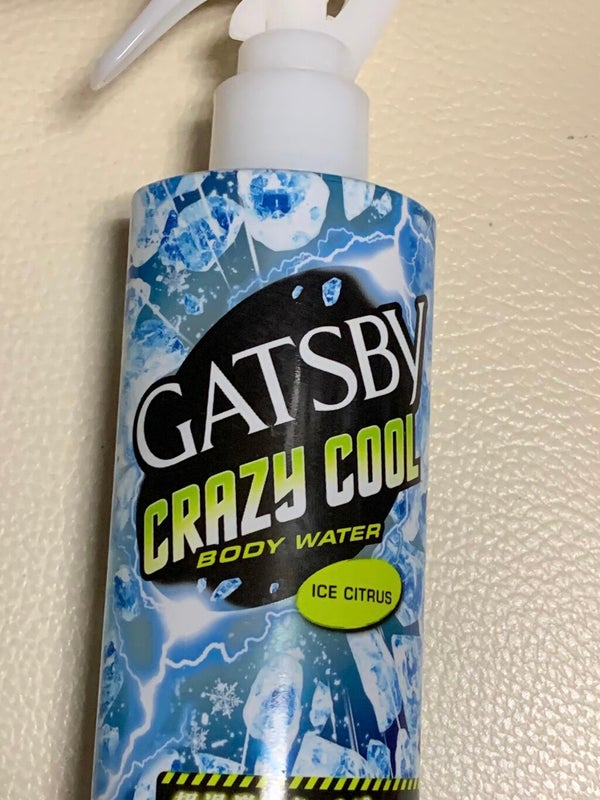 GATSBY
CRAZY COOL
BODY WATER
ICE CITRUS